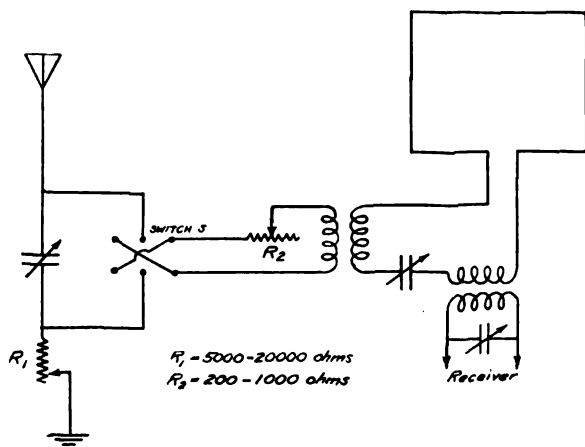 SWITCH S
R2
R1
R1 = 5000-20000 ohms
R2 = 200-1000 ohms
Receiver